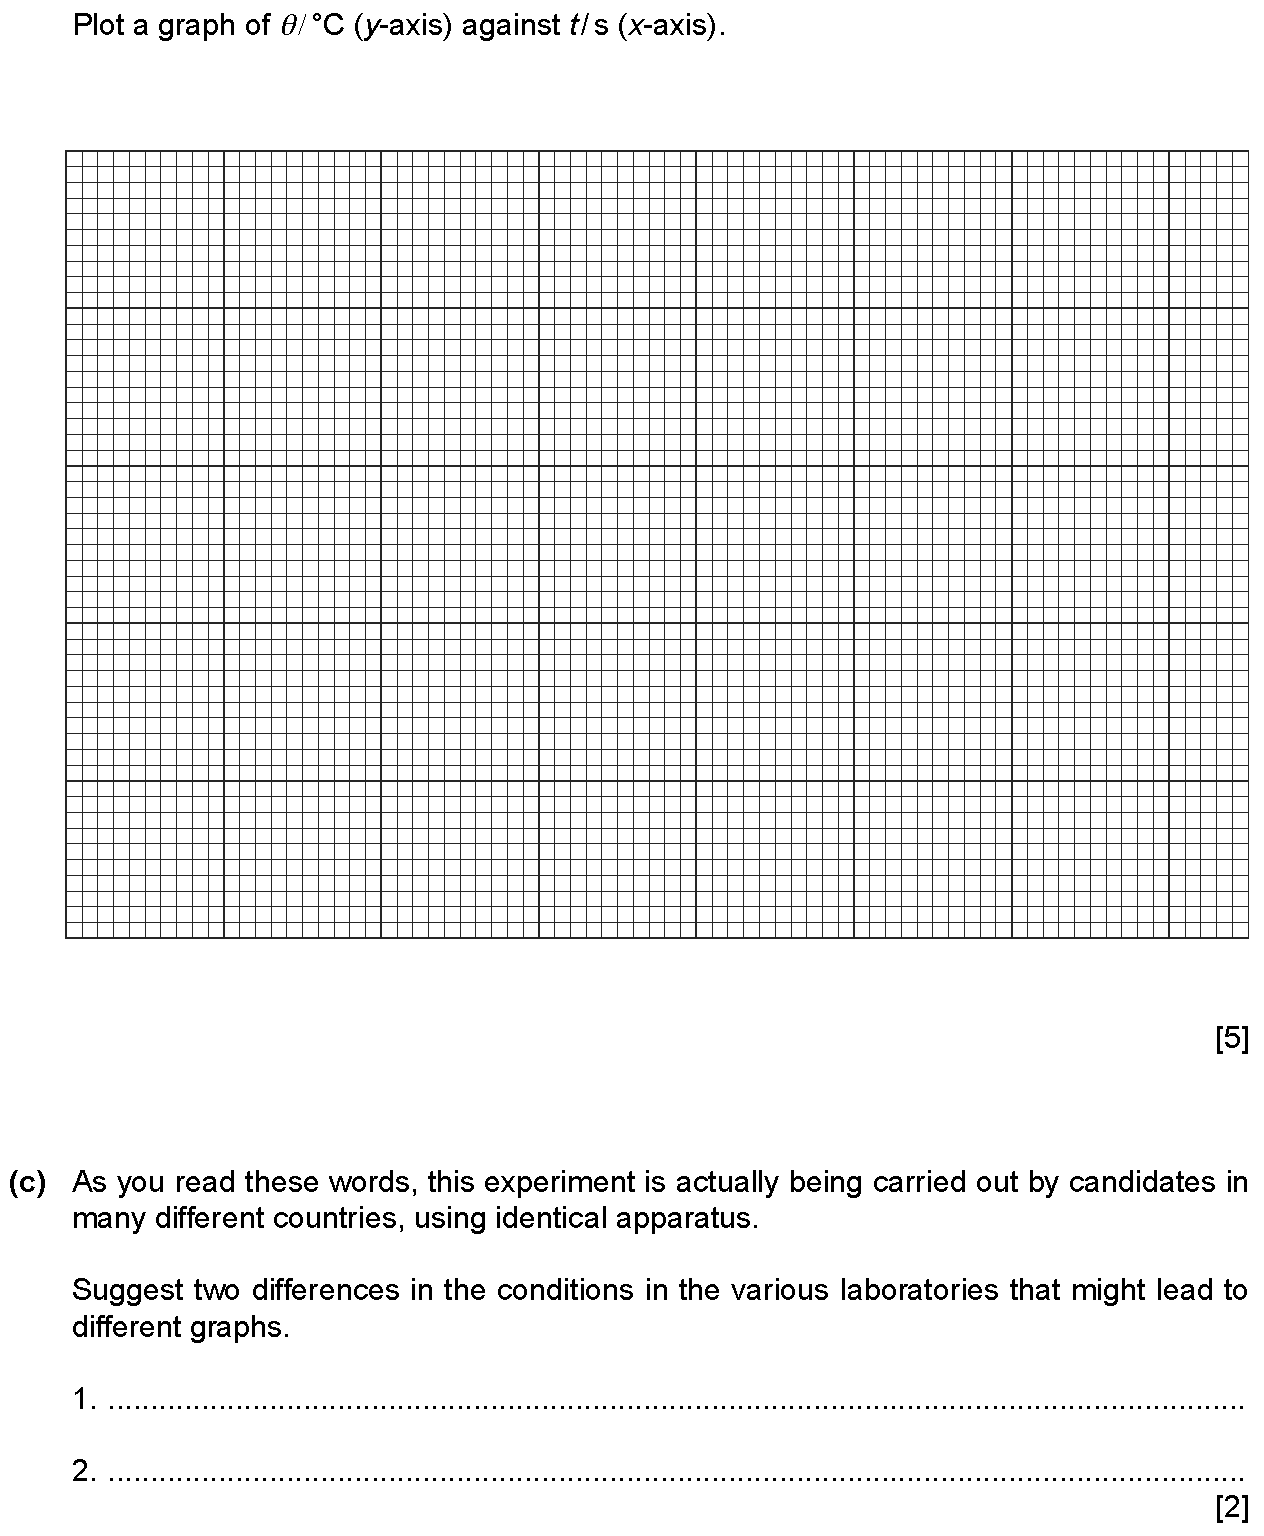 Plot a graph of θ/°C (y-axis) against t/s (x-axis).
[5]
(c) As you read these words, this experiment is actually being carried out by candidates in
many different countries, using identical apparatus.
Suggest two differences in the conditions in the various laboratories that might lead to
different graphs.
1. ..........................................................................................................................................
2. ..........................................................................................................................................
[2]